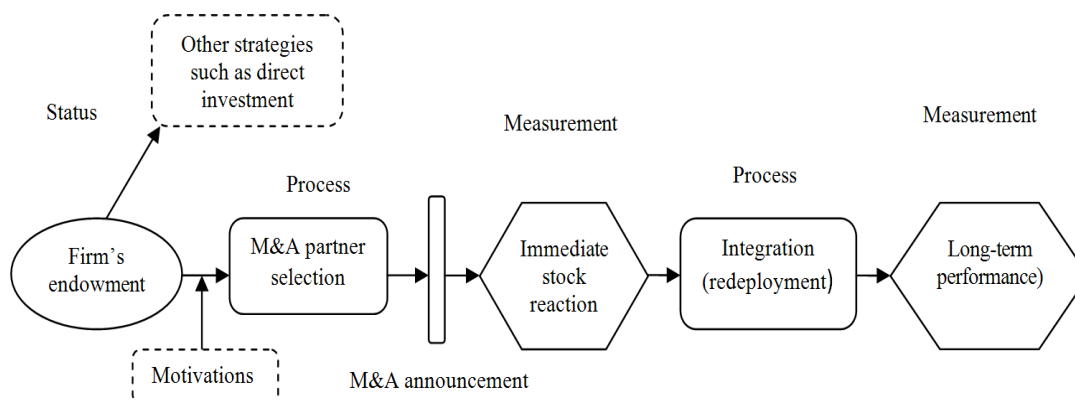 Other strategies
such as direct
investment
Status
Measurement
Measurement
Process
Process
Firm's
endowment
M&A partner
selection
Immediate
stock
reaction
Integration
(redeployment)
Long-term
performance)
Motivations
M&A announcement